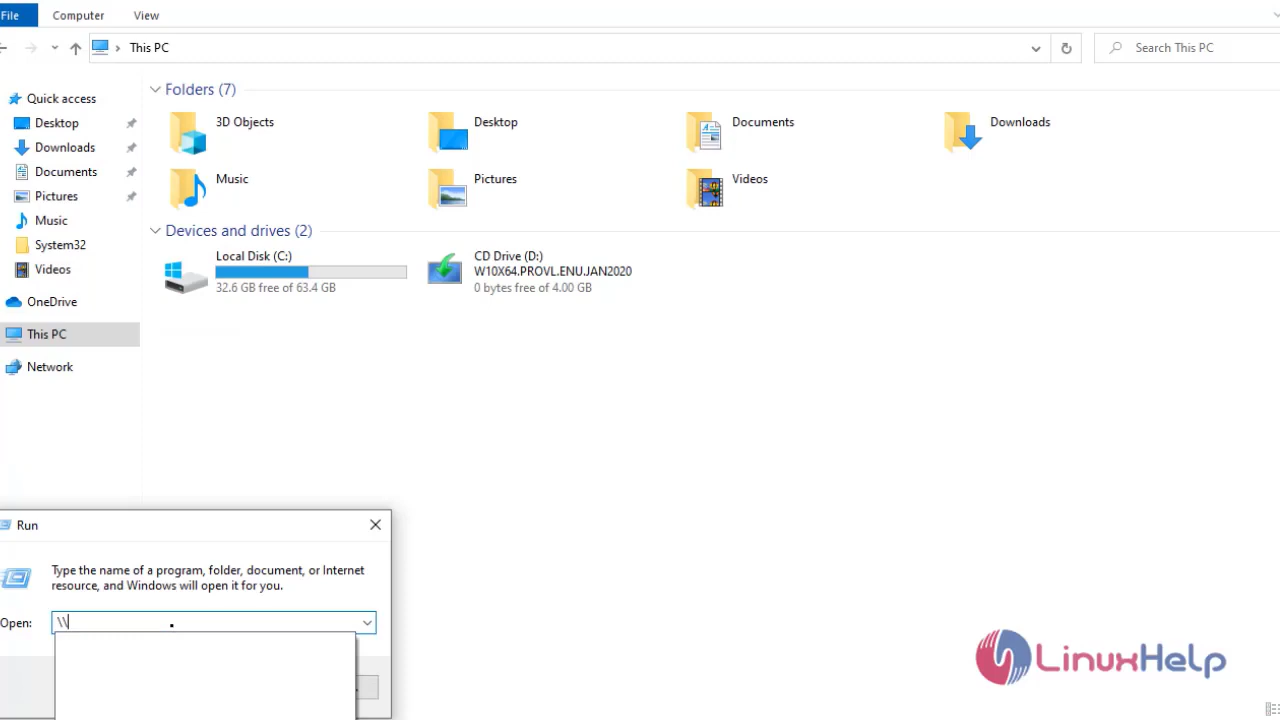 File Computer View
This PC Search This PC
Quick access
Desktop
Downloads
Documents
Pictures
Music
System32
Videos
OneDrive
This PC
Network
Folders (7)
3D Objects Desktop Documents Downloads
Music Pictures Videos
Devices and drives (2)
Local Disk (C:)
32.6 GB free of 63.4 GB
CD Drive (D:)
W10X64.PROVL.ENU.JAN2020
0 bytes free of 4.00 GB
Run
Type the name of a program, folder, document, or Internet
resource, and Windows will open it for you.
Open: \\
LinuxHelp